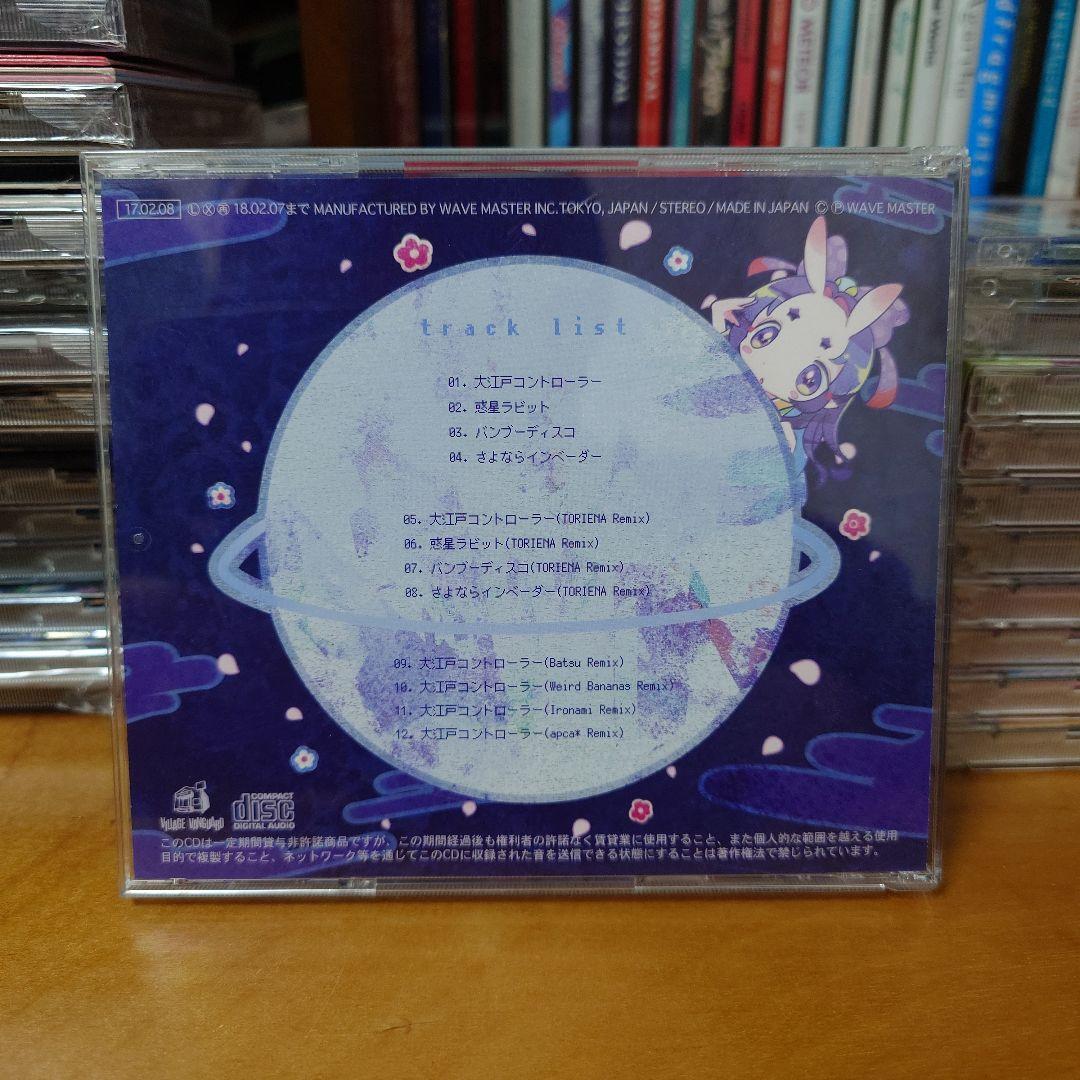 17.02.08 Ⓛ Ⓧ ㊢ 18.02.07まで MANUFACTURED BY WAVE MASTER INC.TOKYO, JAPAN / STEREO / MADE IN JAPAN Ⓒ Ⓟ WAVE MASTER
track list
01. 大江戸コントローラー
02. 惑星ラビット
03. バンブーディスコ
04. さよならインベーダー
05. 大江戸コントローラー(TORIENA Remix)
06. 惑星ラビット(TORIENA Remix)
07. バンブーディスコ(TORIENA Remix)
08. さよならインベーダー(TORIENA Remix)
09. 大江戸コントローラー(Batsu Remix)
10. 大江戸コントローラー(Weird Bananas Remix)
11. 大江戸コントローラー(Ironami Remix)
12. 大江戸コントローラー(apca* Remix)
VILLAGE VANGUARD
COMPACT
disc
DIGITAL AUDIO
このCDは一定期間貸与非許諾商品ですが、この期間経過後も権利者の許諾なく賃貸業に使用すること、また個人的な範囲を越える使用
目的で複製すること、ネットワーク等を通じてこのCDに収録された音を送信できる状態にすることは著作権法で禁じられています。
METEOR
New World
fragments